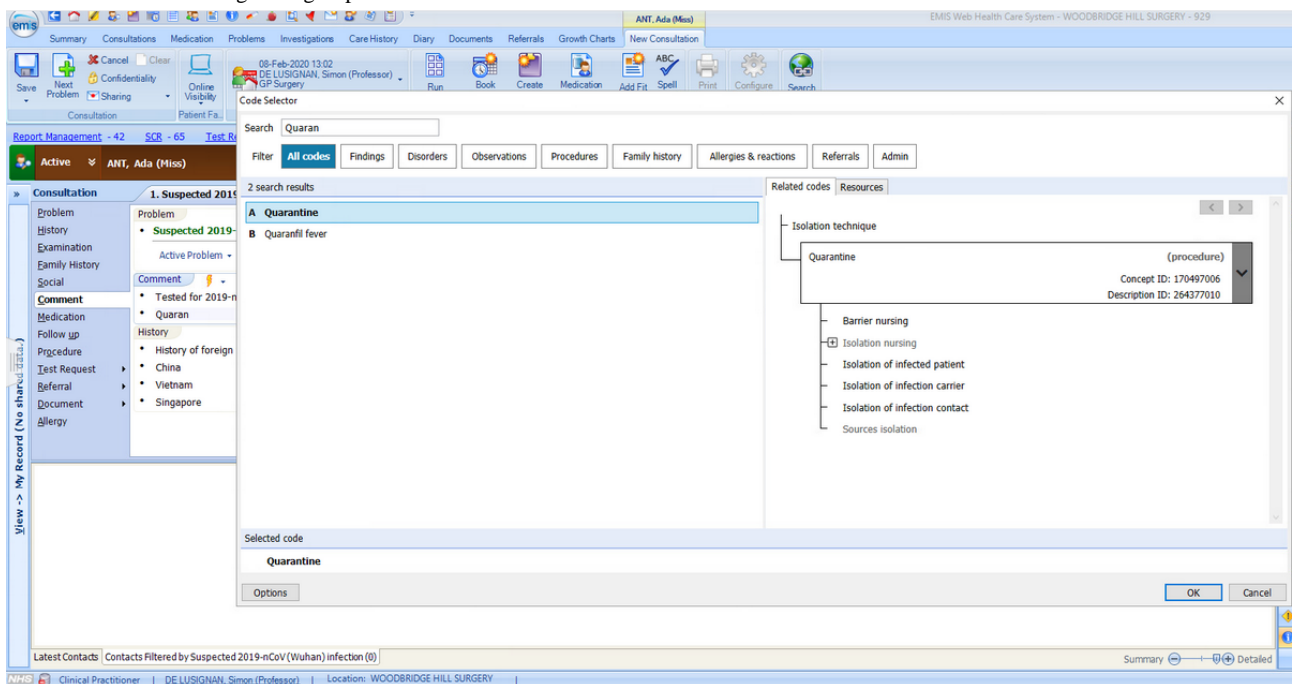 ems
ANT, Ada (Miss)
EMIS Web Health Care System - WOODBRIDGE HILL SURGERY - 929
Summary Consultations Medication Problems Investigations Care History Diary Documents Referrals Growth Charts New Consultation
Save
Next Problem
Cancel
Clear
Confidentiality
Sharing
Consultation
Online Visibility
Patient Fa...
08-Feb-2020 13:02
DE LUSIGNAN, Simon (Professor)
GP Surgery
Run
Book
Create
Medication
Add Fit
ABC
Spell
Print
Configure
Search
Report Management - 42 SCR - 65 Test Re
Active ANT, Ada (Miss)
Consultation
Problem
History
Examination
Family History
Social
Comment
Medication
Follow up
Procedure
Test Request
Referral
Document
Allergy
1. Suspected 2019
Problem
Suspected 2019-
Active Problem
Comment
Tested for 2019-n
Quaran
History
History of foreign
China
Vietnam
Singapore
View -> My Record (No shared data.)
Code Selector
Search Quaran
Filter All codes Findings Disorders Observations Procedures Family history Allergies & reactions Referrals Admin
2 search results
A Quarantine
B Quaranfil fever
Related codes Resources
Isolation technique
Quarantine (procedure)
Concept ID: 170497006
Description ID: 264377010
Barrier nursing
Isolation nursing
Isolation of infected patient
Isolation of infection carrier
Isolation of infection contact
Sources isolation
Selected code
Quarantine
Options
OK Cancel
Latest Contacts Contacts Filtered by Suspected 2019-nCoV (Wuhan) infection (0)
Summary Detailed
NHS Clinical Practitioner | DE LUSIGNAN, Simon (Professor) | Location: WOODBRIDGE HILL SURGERY |